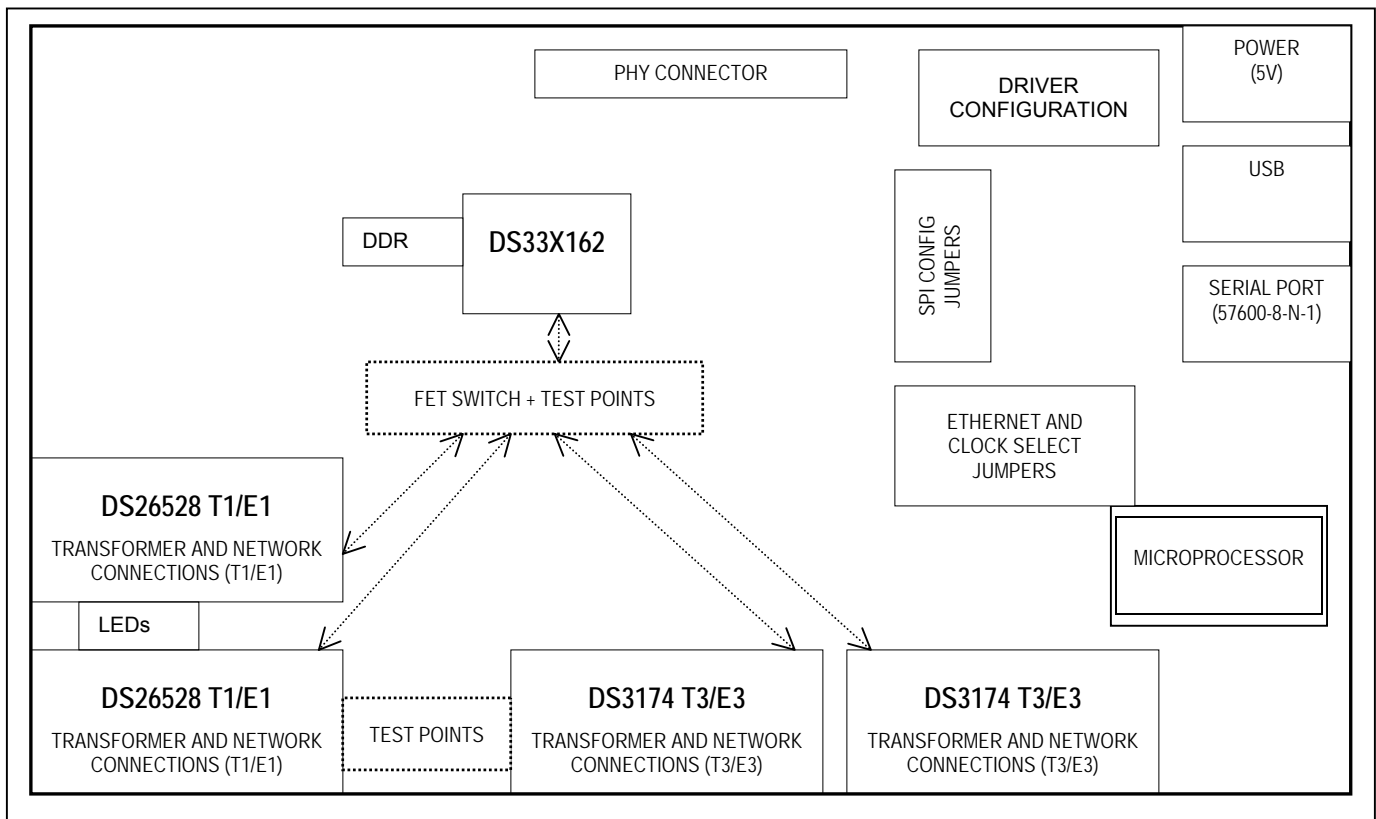 PHY CONNECTOR
DRIVER
CONFIGURATION
POWER
(5V)
USB
SERIAL PORT
(57600-8-N-1)
SPI CONFIG
JUMPERS
DDR
DS33X162
FET SWITCH + TEST POINTS
ETHERNET AND
CLOCK SELECT
JUMPERS
MICROPROCESSOR
DS26528 T1/E1
TRANSFORMER AND NETWORK
CONNECTIONS (T1/E1)
LEDs
DS26528 T1/E1
TRANSFORMER AND NETWORK
CONNECTIONS (T1/E1)
TEST POINTS
DS3174 T3/E3
TRANSFORMER AND NETWORK
CONNECTIONS (T3/E3)
DS3174 T3/E3
TRANSFORMER AND NETWORK
CONNECTIONS (T3/E3)